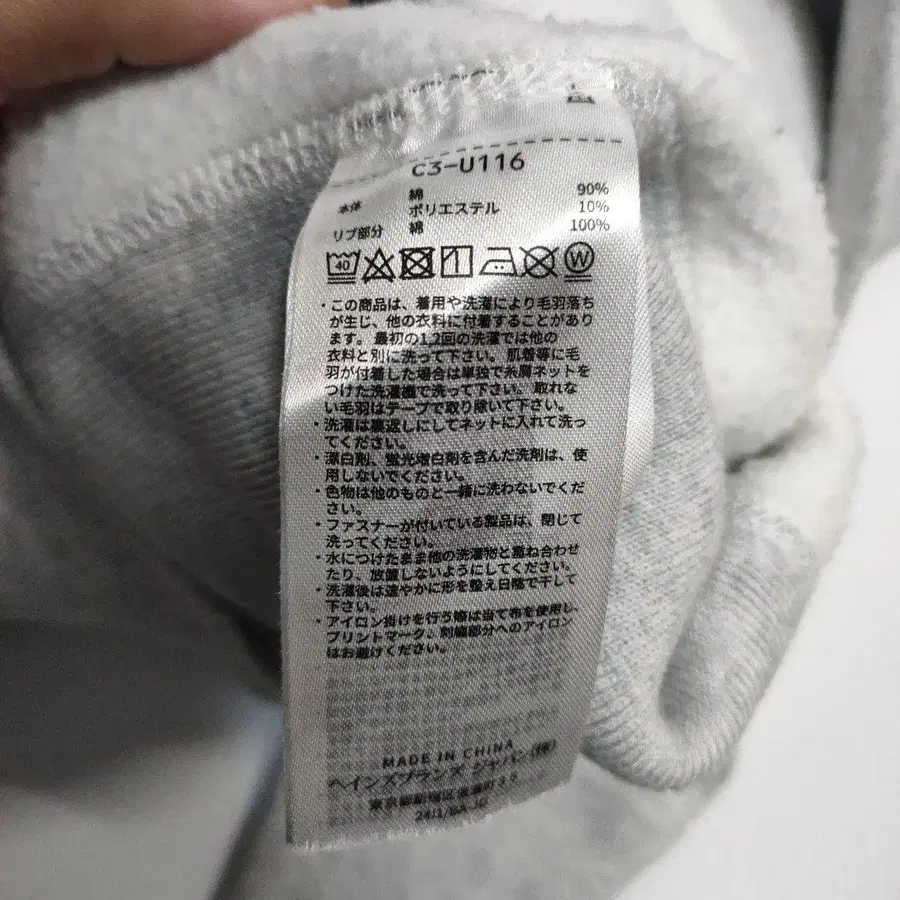 C3-U116
本体 綿 90%
ポリエステル 10%
リブ部分 綿 100%
40 W
・この商品は、着用や洗濯により毛羽落ち
が生じ、他の衣料に付着することがあり
ます。最初の1,2回の洗濯では他の
衣料と別に洗って下さい。肌着等に毛
羽が付着した場合は単独で糸屑ネットを
つけた洗濯機で洗って下さい。取れな
い毛羽はテープで取り除いて下さい。
・洗濯は裏返しにしてネットに入れて洗っ
てください。
・漂白剤、蛍光増白剤を含んだ洗剤は、使
用しないでください。
・色物は他のものと一緒に洗わないでくだ
さい。
・ファスナーが付いている製品は、閉じて
洗ってください。
・水につけたまま他の洗濯物と重ね合わせ
たり、放置しないようにしてください。
・洗濯後は速やかに形を整え日陰で干して
下さい。
・アイロン掛けを行う際は当て布を使用し、
プリントマーク、刺繍部分へのアイロン
はお避けください。
MADE IN CHINA
ヘインズブランズ ジャパン(株)
東京都新宿区